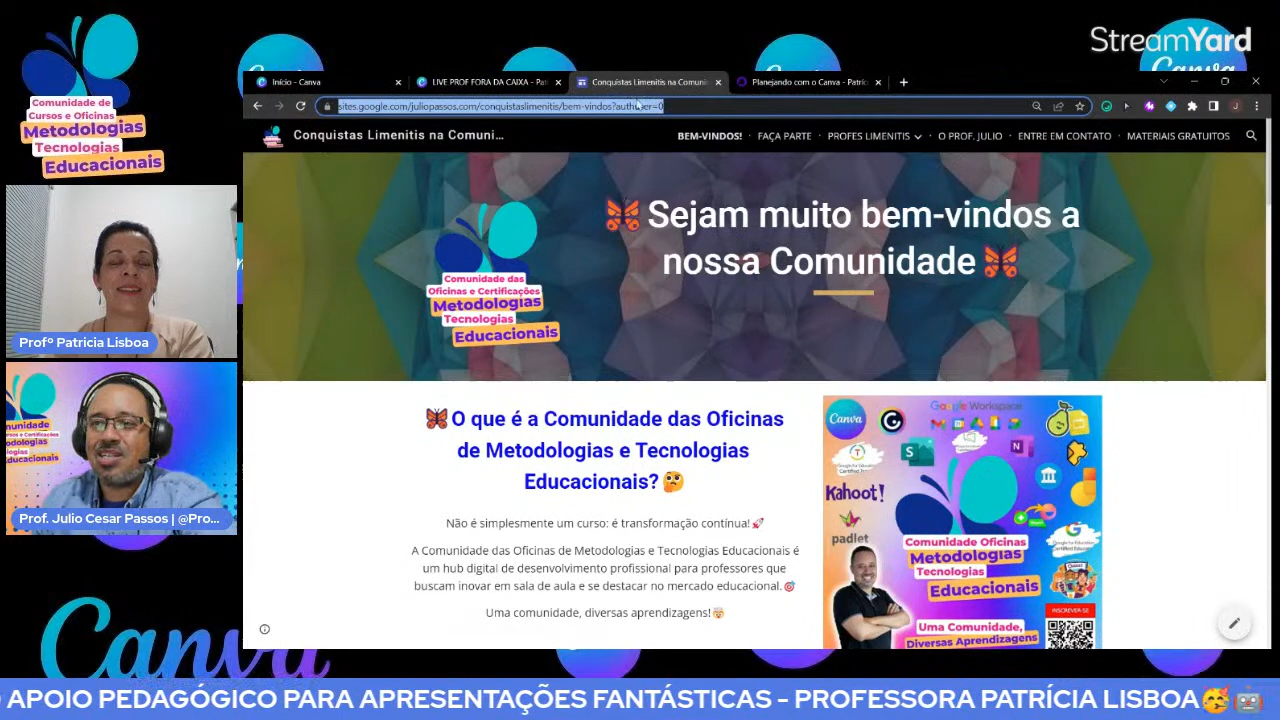 StreamYard
Comunidade de
Cursos e Oficinas
Metodologias
Tecnologias
Educacionais
Profº Patricia Lisboa
Prof. Julio Cesar Passos | @Pro...
Início - Canva
LIVE PROF FORA DA CAIXA - Pat
Conquistas Limenitis na Comuni
Planejando com o Canva - Patríc
sites.google.com/juliopassos.com/conquistaslimenitis/bem-vindos?authuser=0
Conquistas Limenitis na Comuni...
BEM-VINDOS! · FAÇA PARTE · PROFES LIMENITIS · O PROF. JULIO · ENTRE EM CONTATO · MATERIAIS GRATUITOS
Comunidade das
Oficinas e Certificações
Metodologias
Tecnologias
Educacionais
🦋 Sejam muito bem-vindos a
nossa Comunidade 🦋
🦋O que é a Comunidade das Oficinas
de Metodologias e Tecnologias
Educacionais?🤔
Não é simplesmente um curso: é transformação contínua!🚀
A Comunidade das Oficinas de Metodologias e Tecnologias Educacionais é
um hub digital de desenvolvimento profissional para professores que
buscam inovar em sala de aula e se destacar no mercado educacional.🎯
Uma comunidade, diversas aprendizagens!🤯
Canva
Google Workspace
Kahoot!
padlet
Comunidade Oficinas
Metodologias
Tecnologias
Educacionais
INSCREVER-SE
Uma Comunidade,
Diversas Aprendizagens
Canva
O APOIO PEDAGÓGICO PARA APRESENTAÇÕES FANTÁSTICAS - PROFESSORA PATRÍCIA LISBOA🥳🤖